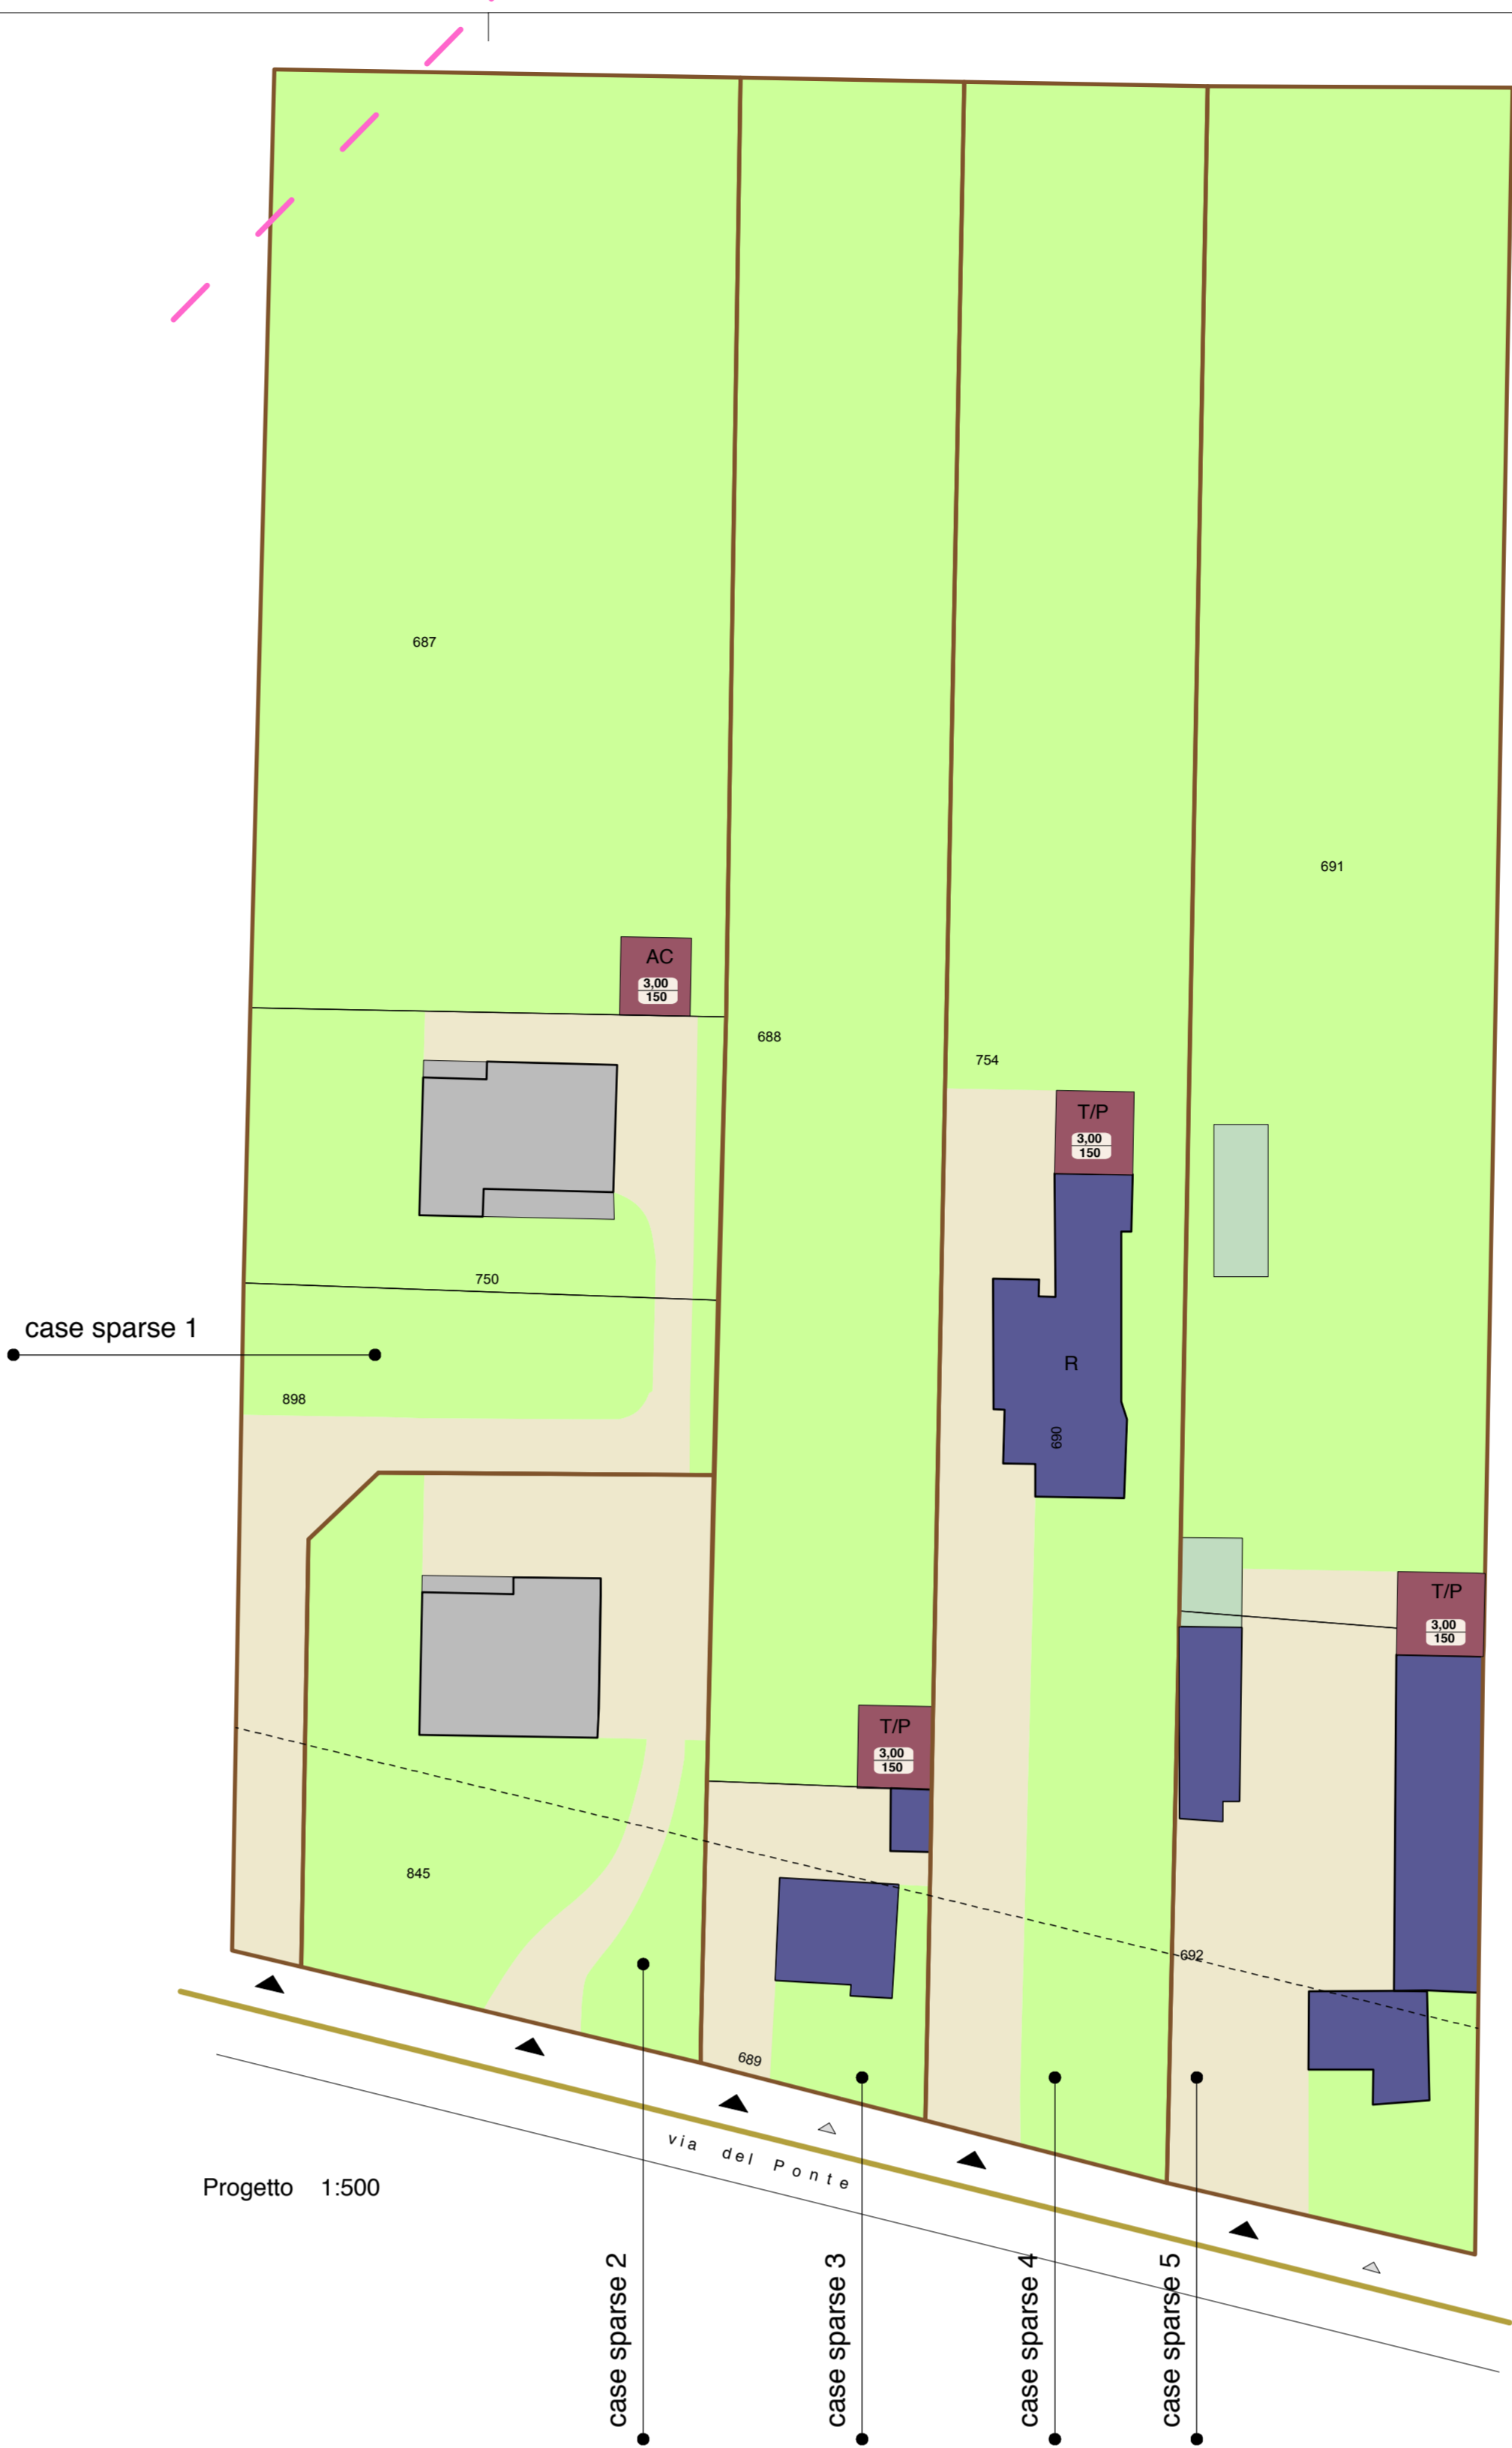 687
691
AC
3,00
150
688
754
T/P
3,00
150
750
case sparse 1
R
898
690
T/P
3,00
150
T/P
3,00
150
845
692
689
via del Ponte
Progetto 1:500
case sparse 2
case sparse 3
case sparse 4
case sparse 5